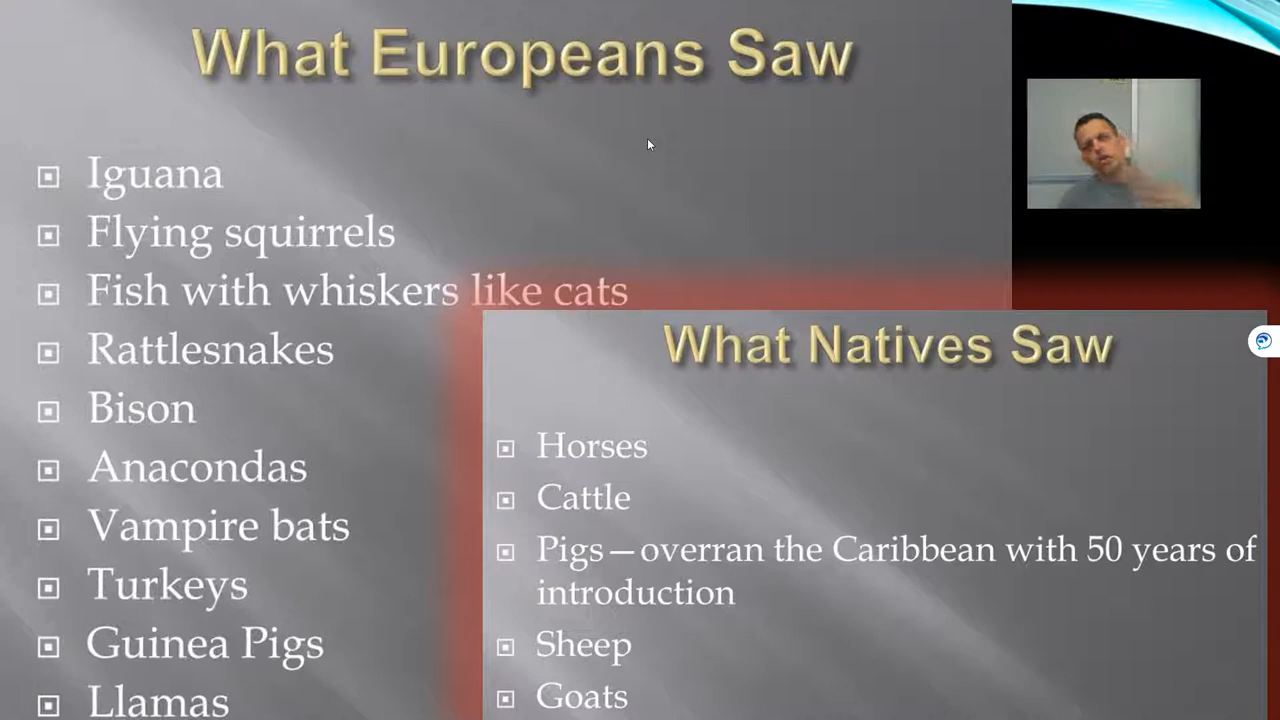 What Europeans Saw
Iguana
Flying squirrels
Fish with whiskers like cats
Rattlesnakes
Bison
Anacondas
Vampire bats
Turkeys
Guinea Pigs
Llamas
What Natives Saw
Horses
Cattle
Pigs—overran the Caribbean with 50 years of
introduction
Sheep
Goats